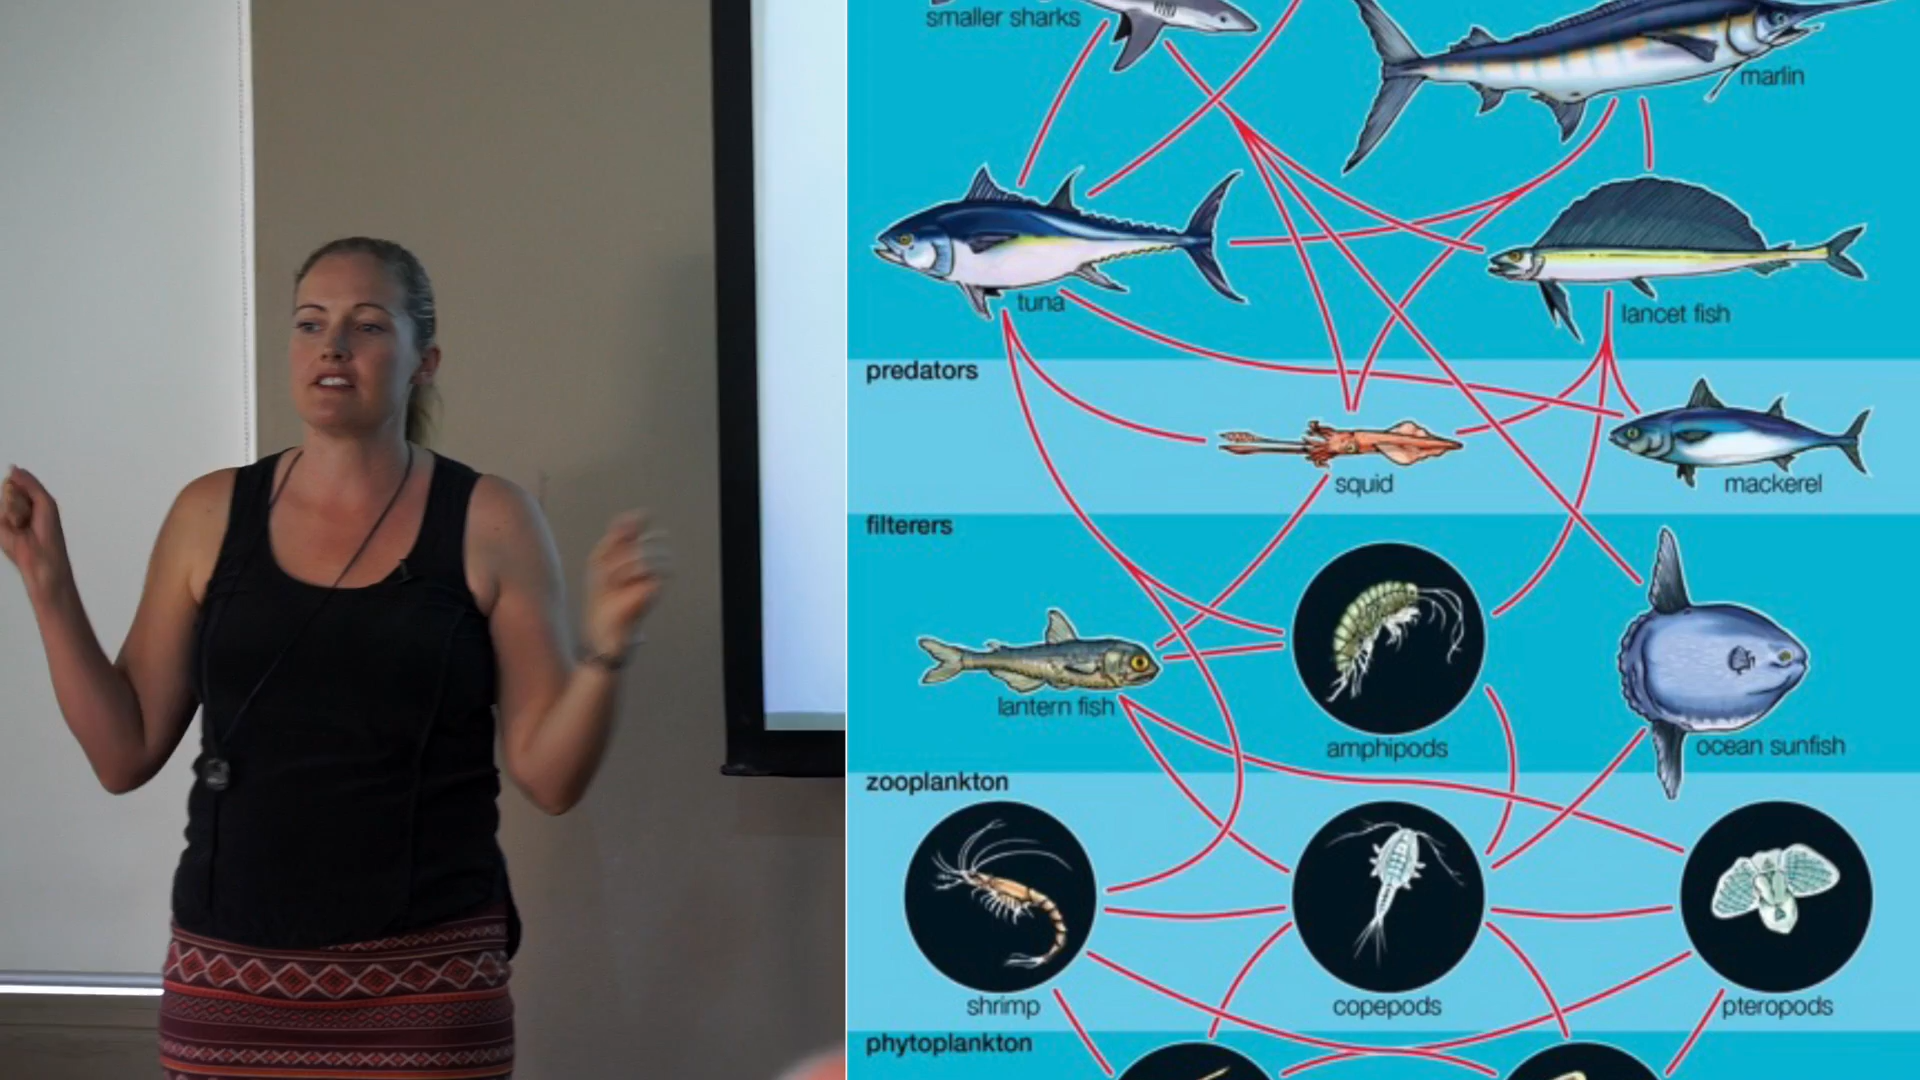 smaller sharks
marlin
tuna
lancet fish
predators
squid
mackerel
filterers
lantern fish
amphipods
ocean sunfish
zooplankton
shrimp
copepods
pteropods
phytoplankton